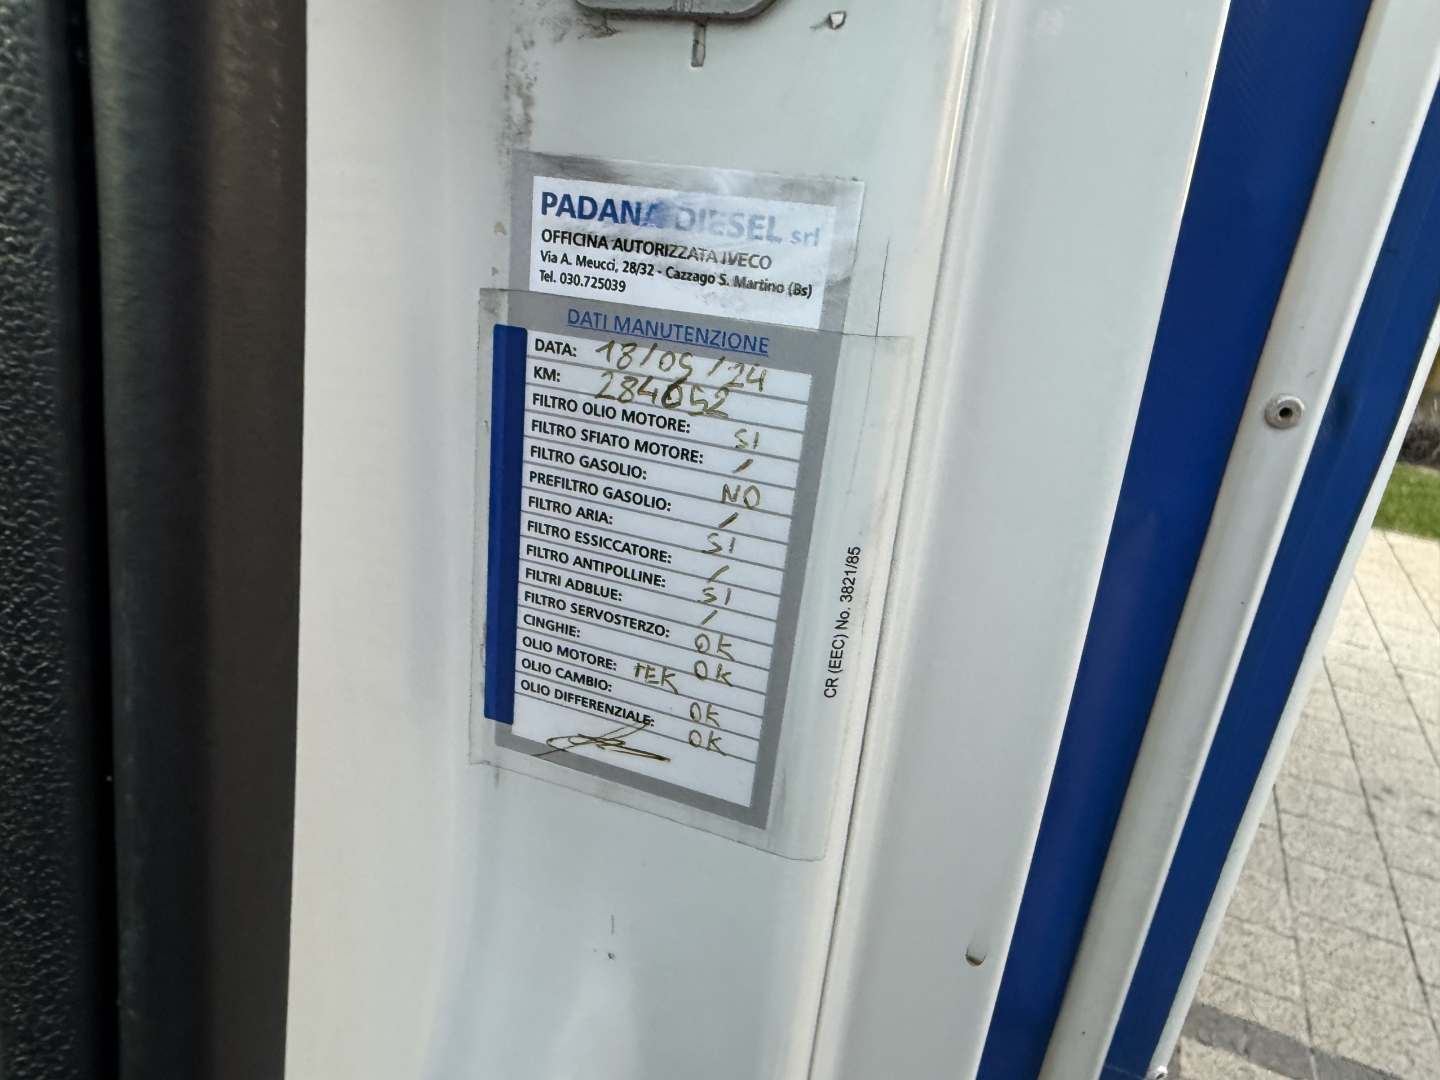 PADANA DIESEL srl
OFFICINA AUTORIZZATA IVECO
Via A. Meucci, 28/32 - Cazzago S. Martino (Bs)
Tel. 030.725039
DATI MANUTENZIONE
DATA: 18/05/24
KM: 284052
FILTRO OLIO MOTORE: SI
FILTRO SFIATO MOTORE: /
FILTRO GASOLIO: NO
PREFILTRO GASOLIO: /
FILTRO ARIA: SI
FILTRO ESSICCATORE: /
FILTRO ANTIPOLLINE: SI
FILTRI ADBLUE: /
FILTRO SERVOSTERZO: OK
CINGHIE: OK
OLIO MOTORE: TEK
OLIO CAMBIO: OK
OLIO DIFFERENZIALE: OK
CR (EEC) No. 3821/85